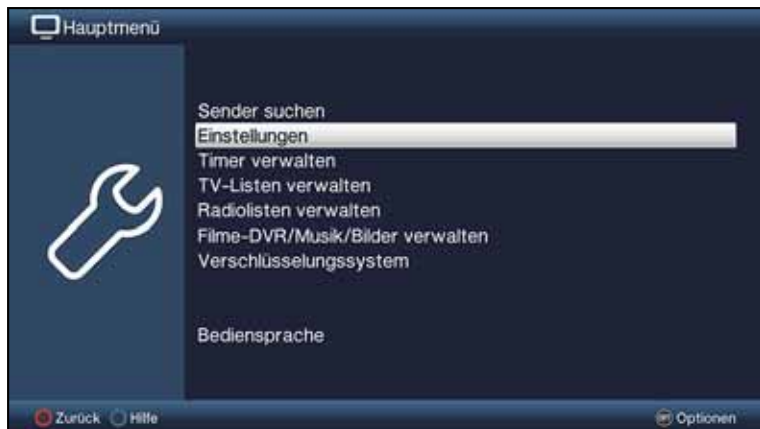 Hauptmenü
Sender suchen
Einstellungen
Timer verwalten
TV-Listen verwalten
Radiolisten verwalten
Filme-DVR/Musik/Bilder verwalten
Verschlüsselungssystem
Bediensprache
Zurück Hilfe Optionen